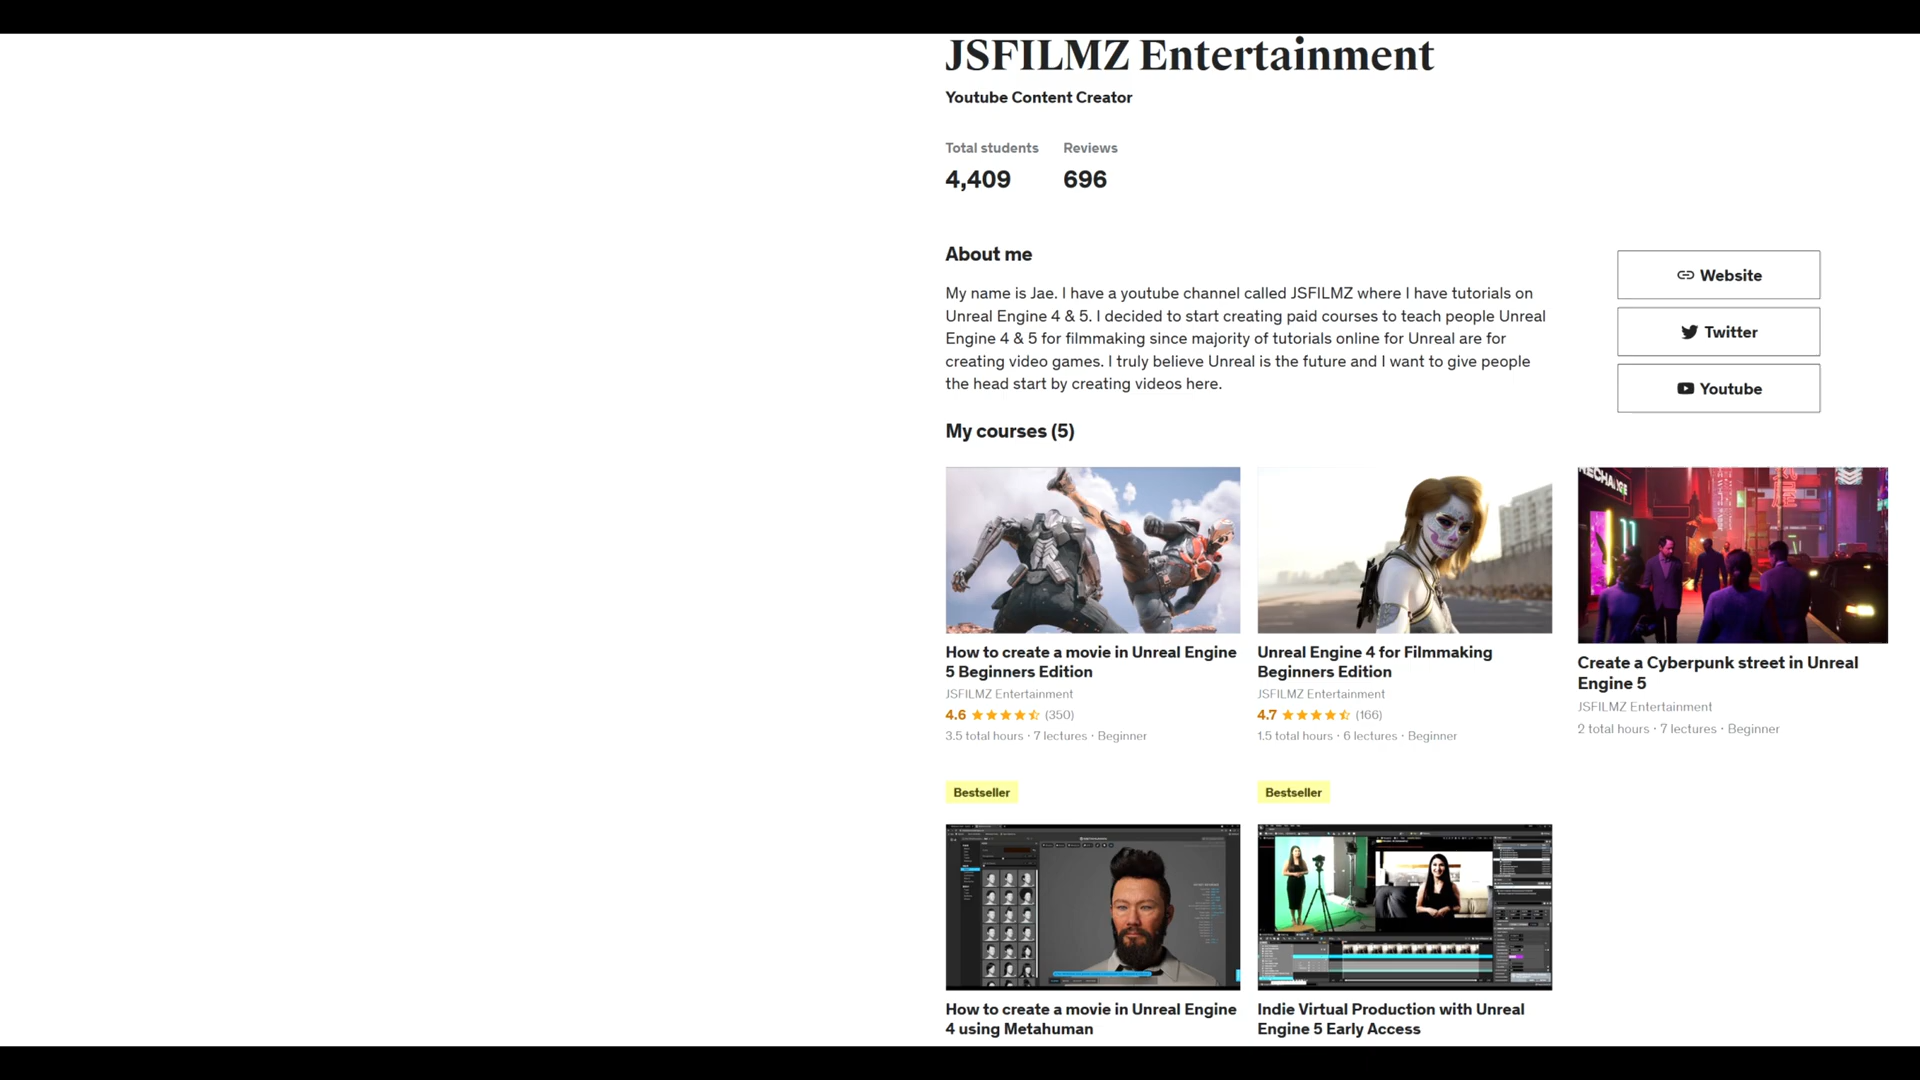 JSFILMZ Entertainment
Youtube Content Creator
Total students Reviews
4,409 696
About me
My name is Jae. I have a youtube channel called JSFILMZ where I have tutorials on
Unreal Engine 4 & 5. I decided to start creating paid courses to teach people Unreal
Engine 4 & 5 for filmmaking since majority of tutorials online for Unreal are for
creating video games. I truly believe Unreal is the future and I want to give people
the head start by creating videos here.
Website
Twitter
Youtube
My courses (5)
How to create a movie in Unreal Engine
5 Beginners Edition
JSFILMZ Entertainment
4.6 (350)
3.5 total hours · 7 lectures · Beginner
Bestseller
Unreal Engine 4 for Filmmaking
Beginners Edition
JSFILMZ Entertainment
4.7 (166)
1.5 total hours · 6 lectures · Beginner
Bestseller
Create a Cyberpunk street in Unreal
Engine 5
JSFILMZ Entertainment
2 total hours · 7 lectures · Beginner
How to create a movie in Unreal Engine
4 using Metahuman
Indie Virtual Production with Unreal
Engine 5 Early Access